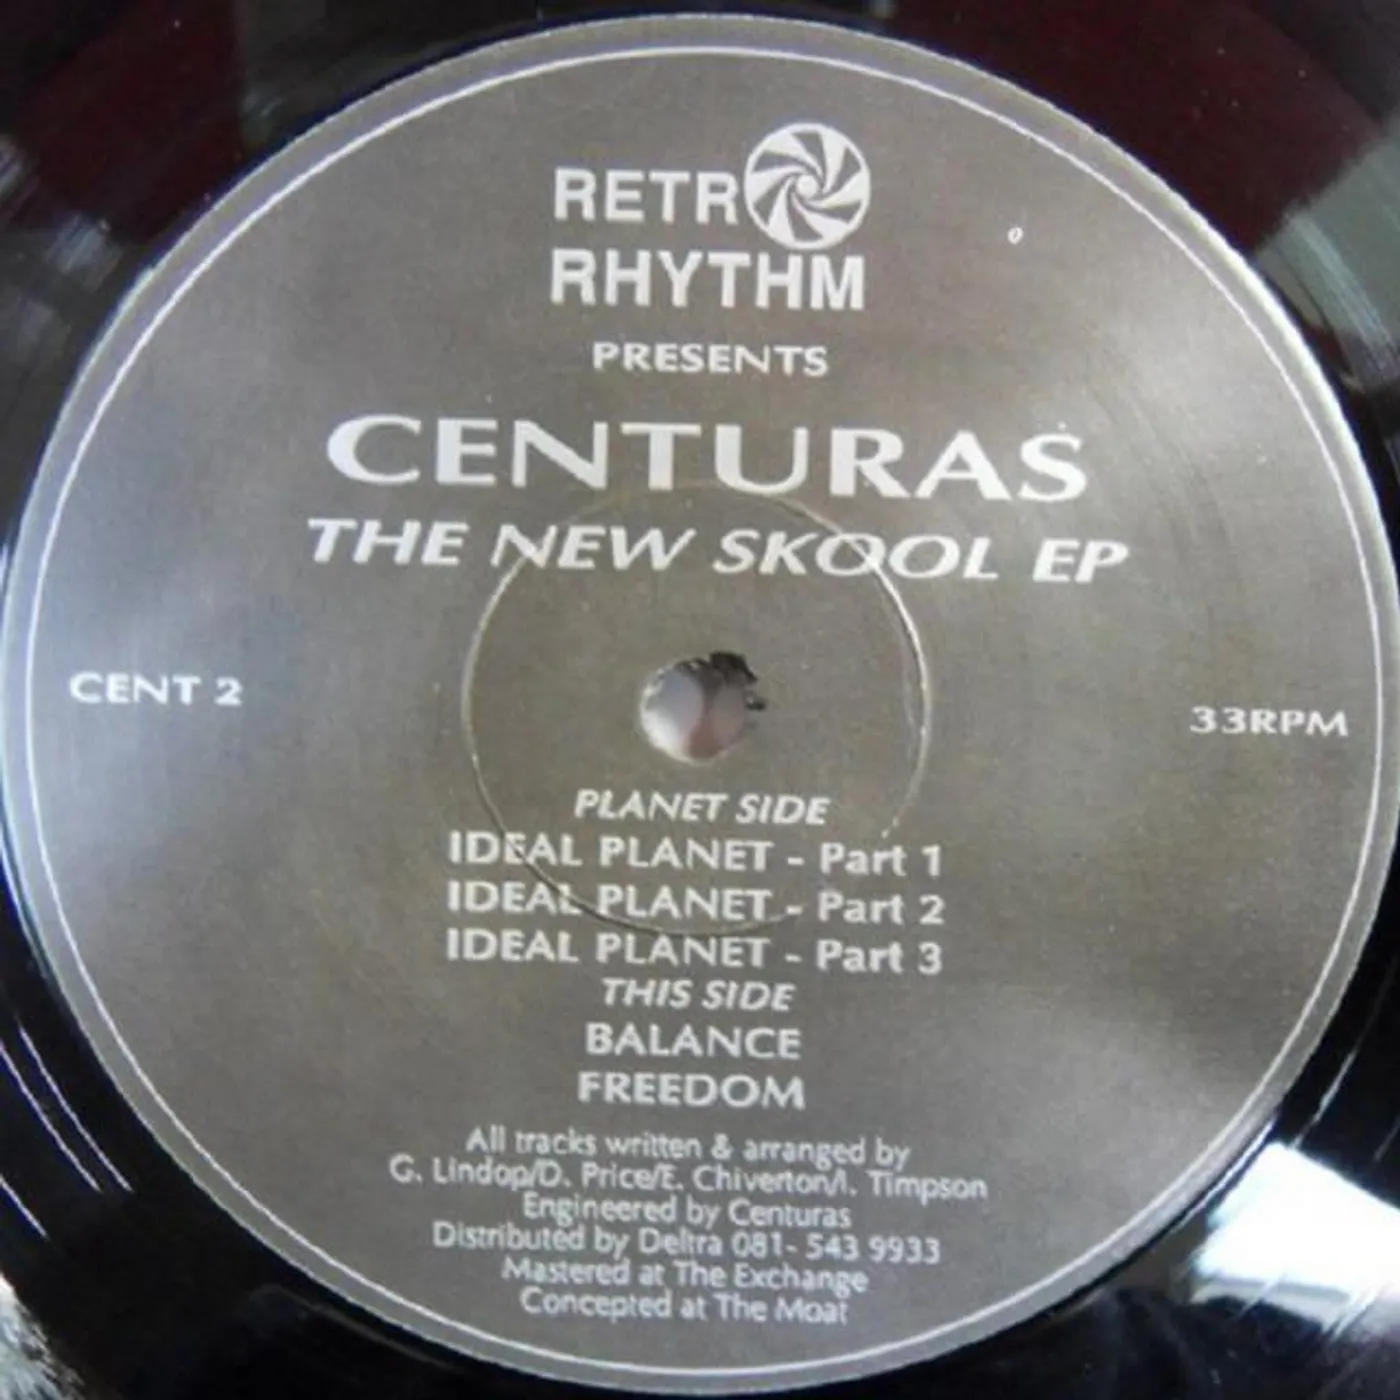 RETRO
RHYTHM
PRESENTS
CENTURAS
THE NEW SKOOL EP
CENT 2
33RPM
PLANET SIDE
IDEAL PLANET - Part 1
IDEAL PLANET - Part 2
IDEAL PLANET - Part 3
THIS SIDE
BALANCE
FREEDOM
All tracks written & arranged by
G. Lindop/D. Price/E. Chiverton/I. Timpson
Engineered by Centuras
Distributed by Deltra 081- 543 9933
Mastered at The Exchange
Concepted at The Moat